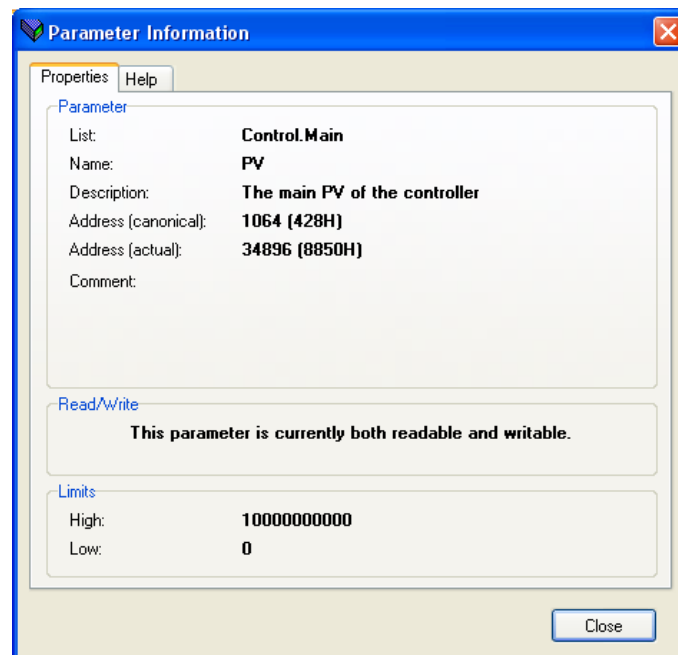 Parameter Information
Properties Help
Parameter
List: Control.Main
Name: PV
Description: The main PV of the controller
Address (canonical): 1064 (428H)
Address (actual): 34896 (8850H)
Comment:
Read/Write
This parameter is currently both readable and writable.
Limits
High: 10000000000
Low: 0
Close